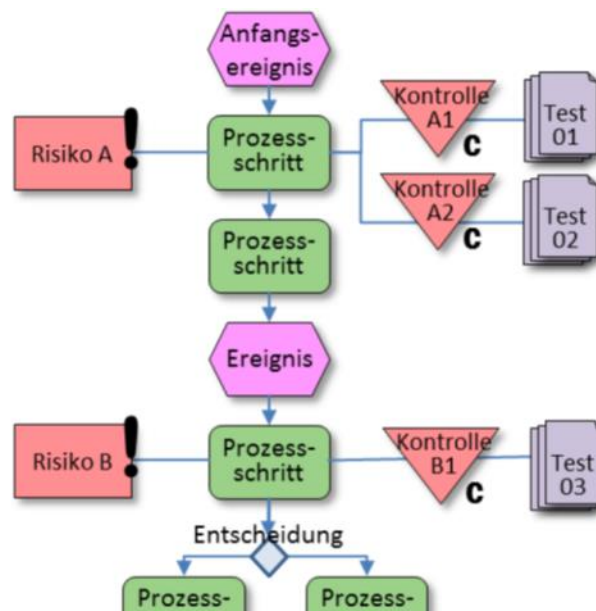 Anfangs-
ereignis
Risiko A
!
Prozess-
schritt
Kontrolle
A1
C
Test
01
Kontrolle
A2
C
Test
02
Prozess-
schritt
Ereignis
Risiko B
!
Prozess-
schritt
Kontrolle
B1
C
Test
03
Entscheidung
Prozess-
Prozess-